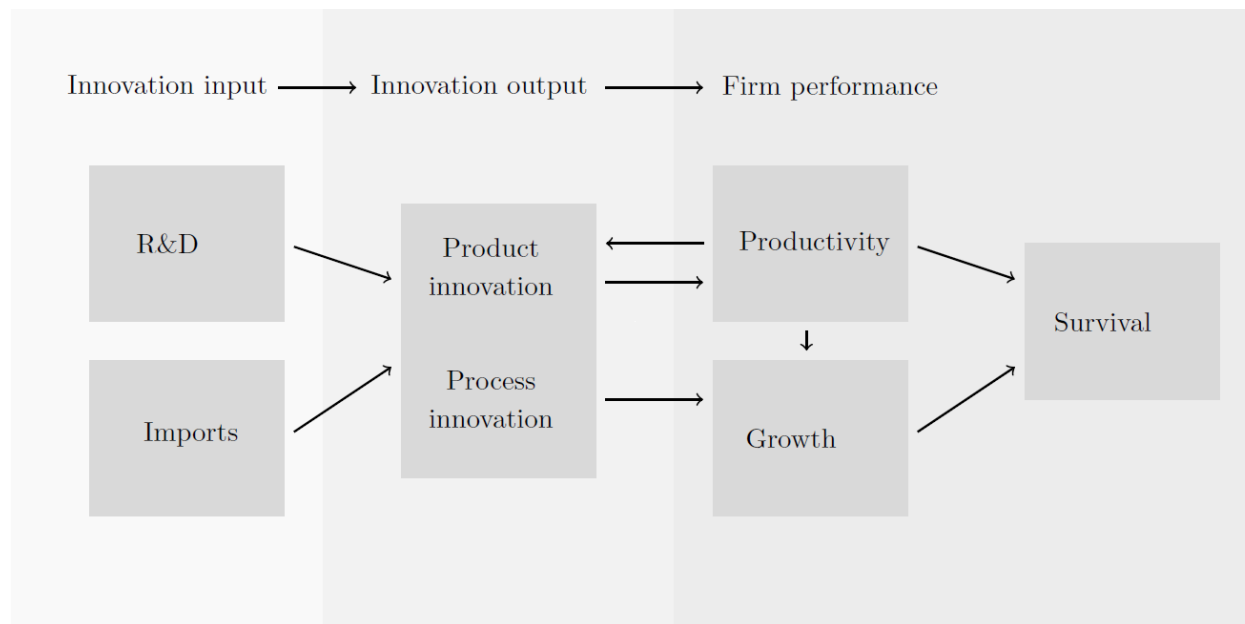 Innovation input
Innovation output
Firm performance
R&D
Imports
Product
innovation
Process
innovation
Productivity
Growth
Survival